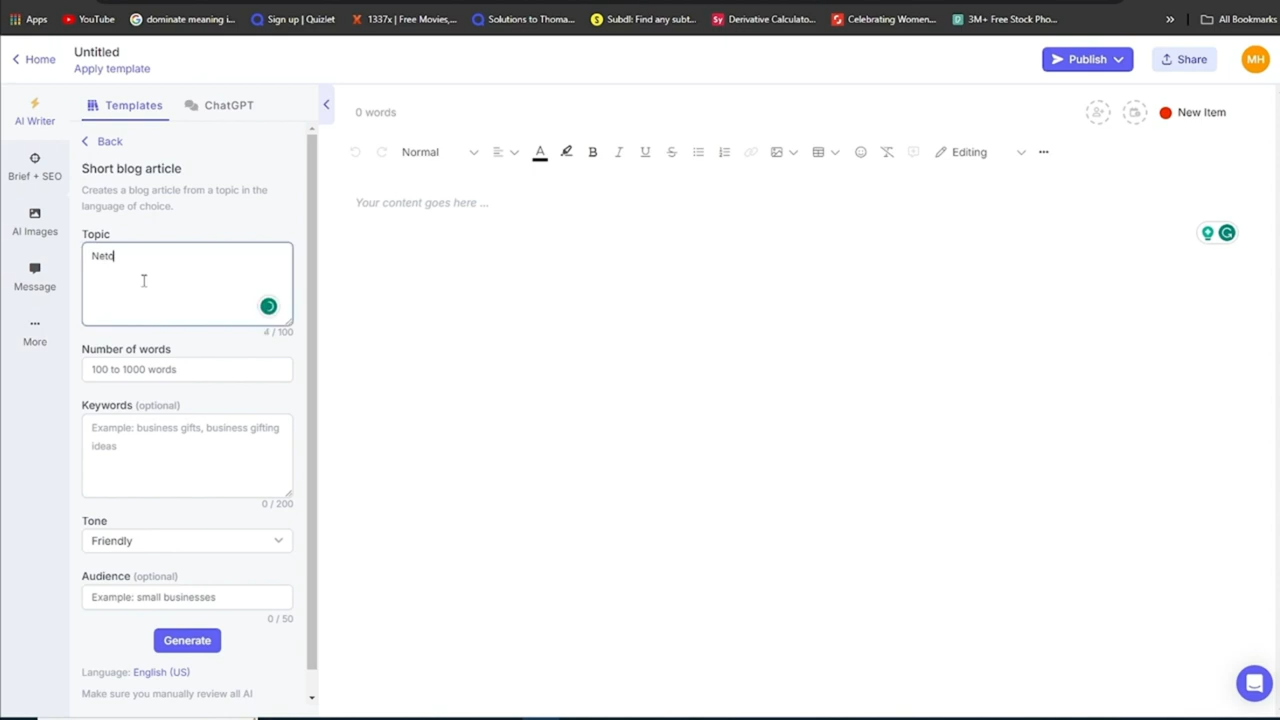 Apps YouTube dominate meaning i... Sign up | Quizlet 1337x | Free Movies,... Solutions to Thoma... Subdl: Find any subt... Derivative Calculato... Celebrating Women... 3M+ Free Stock Pho... » All Bookmarks
Home
Untitled
Apply template
Publish
Share
MH
AI Writer
Brief + SEO
AI Images
Message
More
Templates
ChatGPT
Back
Short blog article
Creates a blog article from a topic in the
language of choice.
Topic
Neto
4 / 100
Number of words
100 to 1000 words
Keywords (optional)
Example: business gifts, business gifting
ideas
0 / 200
Tone
Friendly
Audience (optional)
Example: small businesses
0 / 50
Generate
Language: English (US)
Make sure you manually review all AI
0 words
New Item
Normal
A
B
I
U
S
Editing
Your content goes here ...